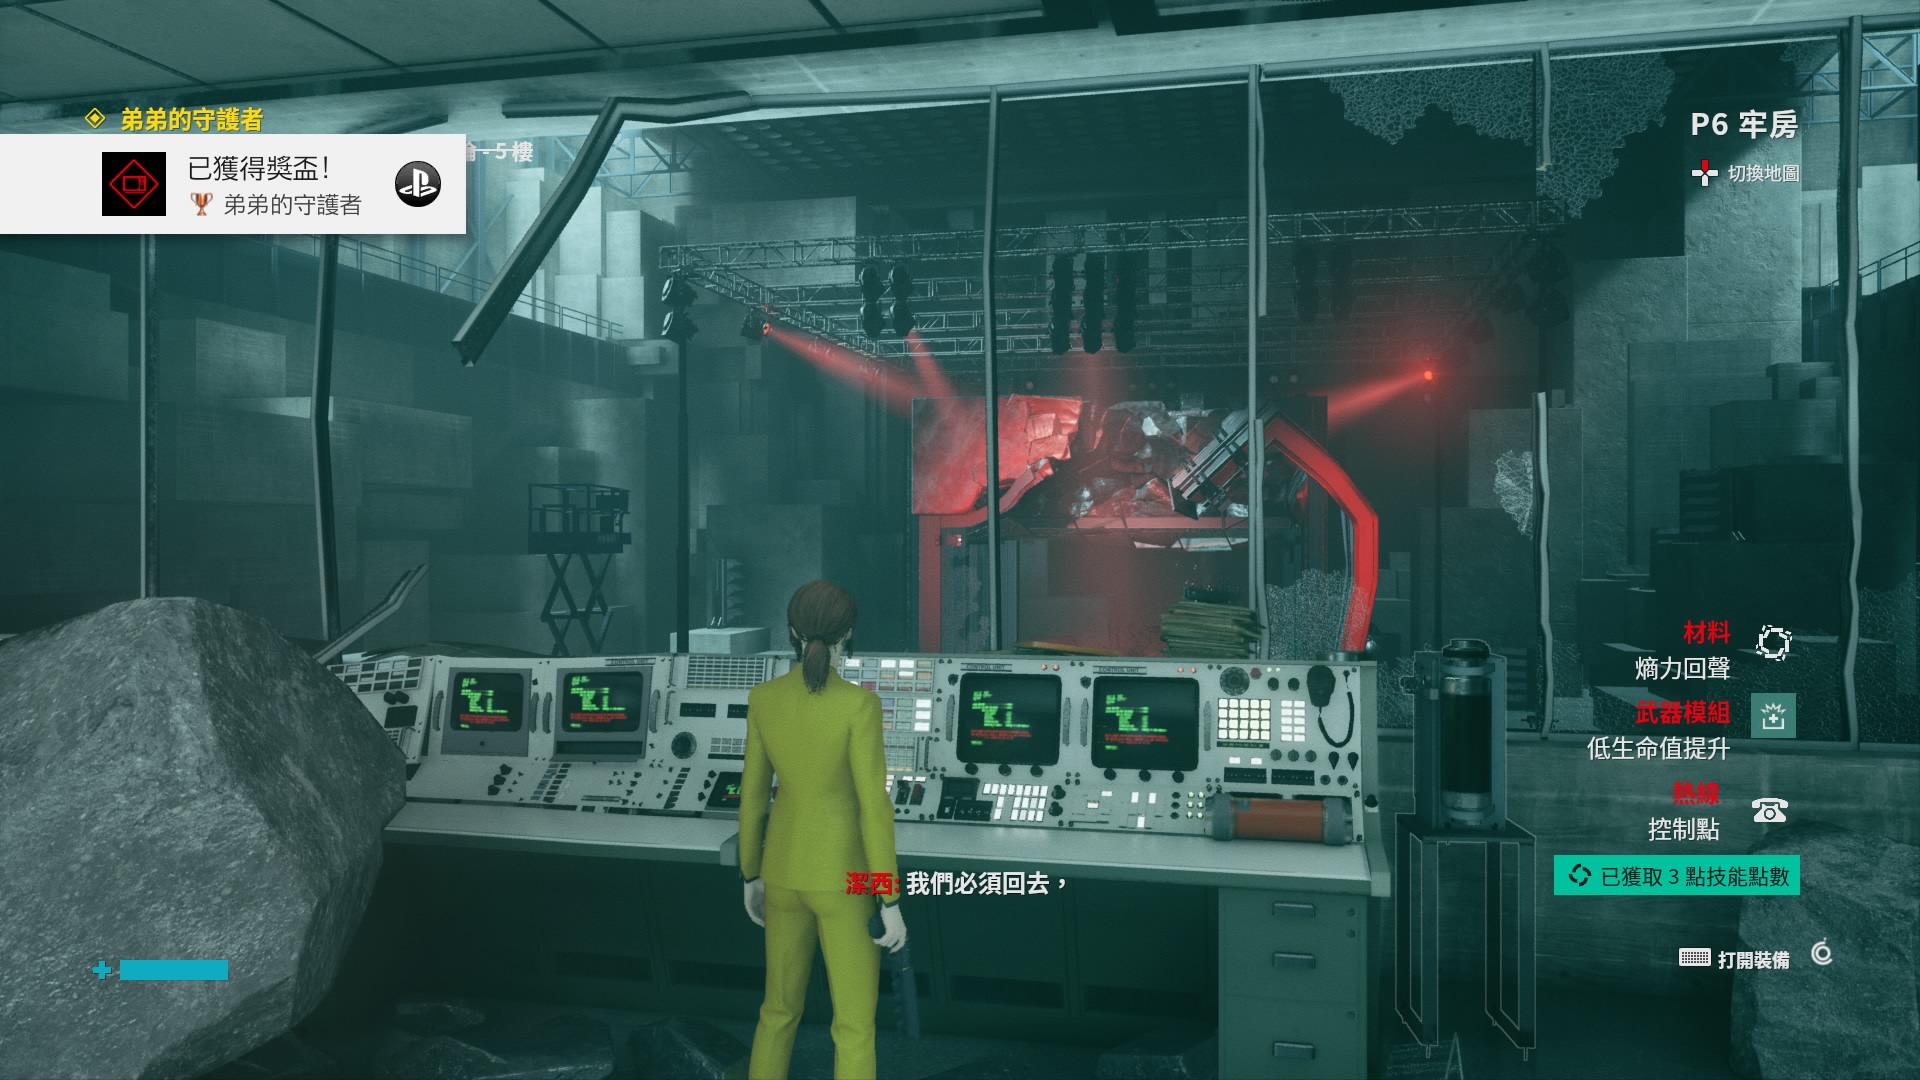 弟弟的守護者
已獲得獎盃！
弟弟的守護者
- 5 樓
P6 牢房
切換地圖
材料
熵力回聲
武器模組
低生命值提升
熱線
控制點
已獲取 3 點技能點數
打開裝備
潔西: 我們必須回去，